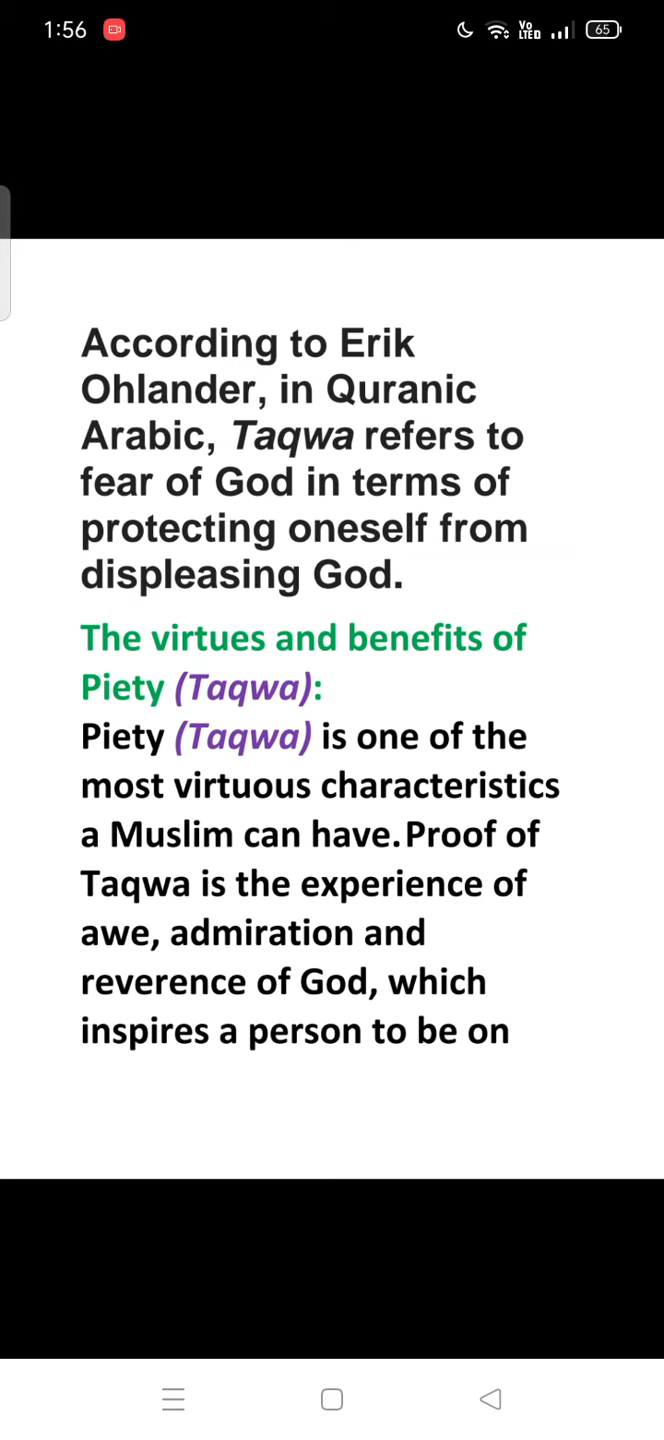 1:56
Vo
LTE D
65
According to Erik
Ohlander, in Quranic
Arabic, Taqwa refers to
fear of God in terms of
protecting oneself from
displeasing God.
The virtues and benefits of
Piety (Taqwa):
Piety (Taqwa) is one of the
most virtuous characteristics
a Muslim can have.Proof of
Taqwa is the experience of
awe, admiration and
reverence of God, which
inspires a person to be on